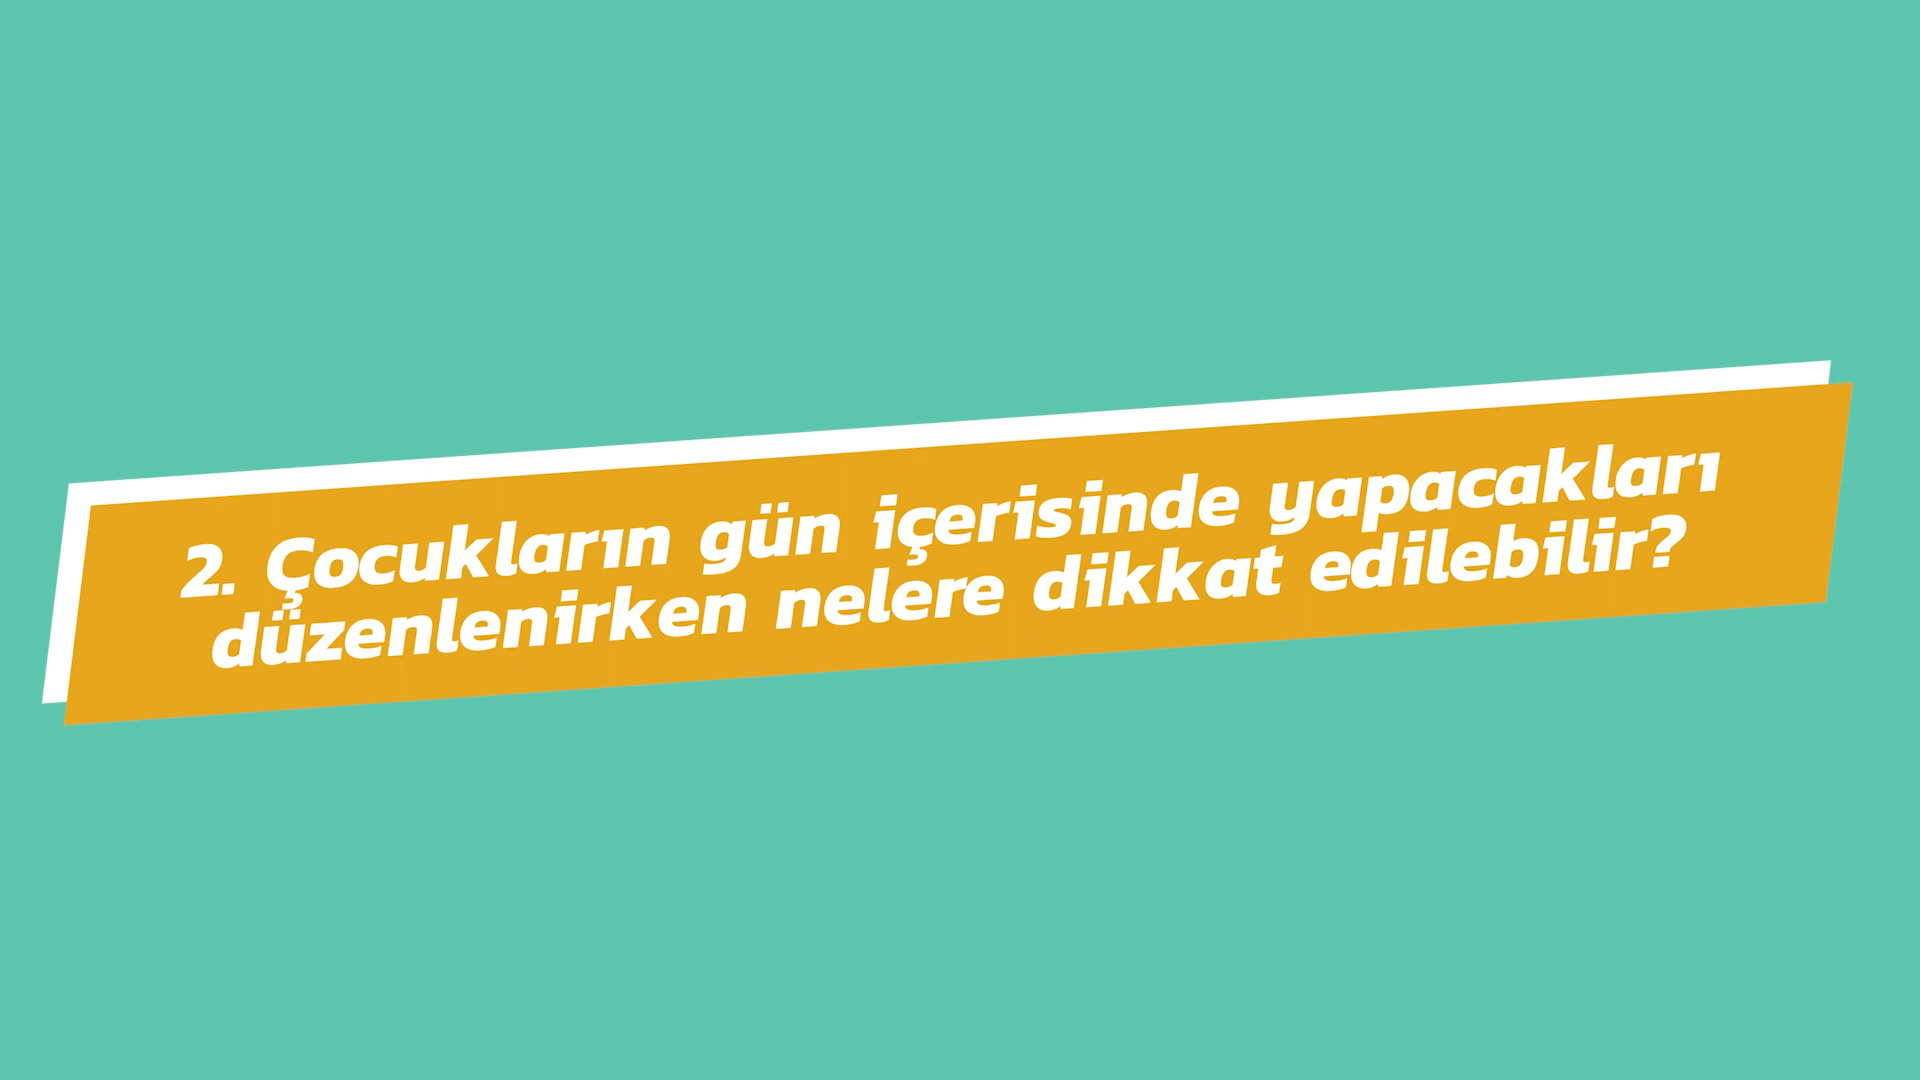 2. Çocukların gün içerisinde yapacakları
düzenlenirken nelere dikkat edilebilir?